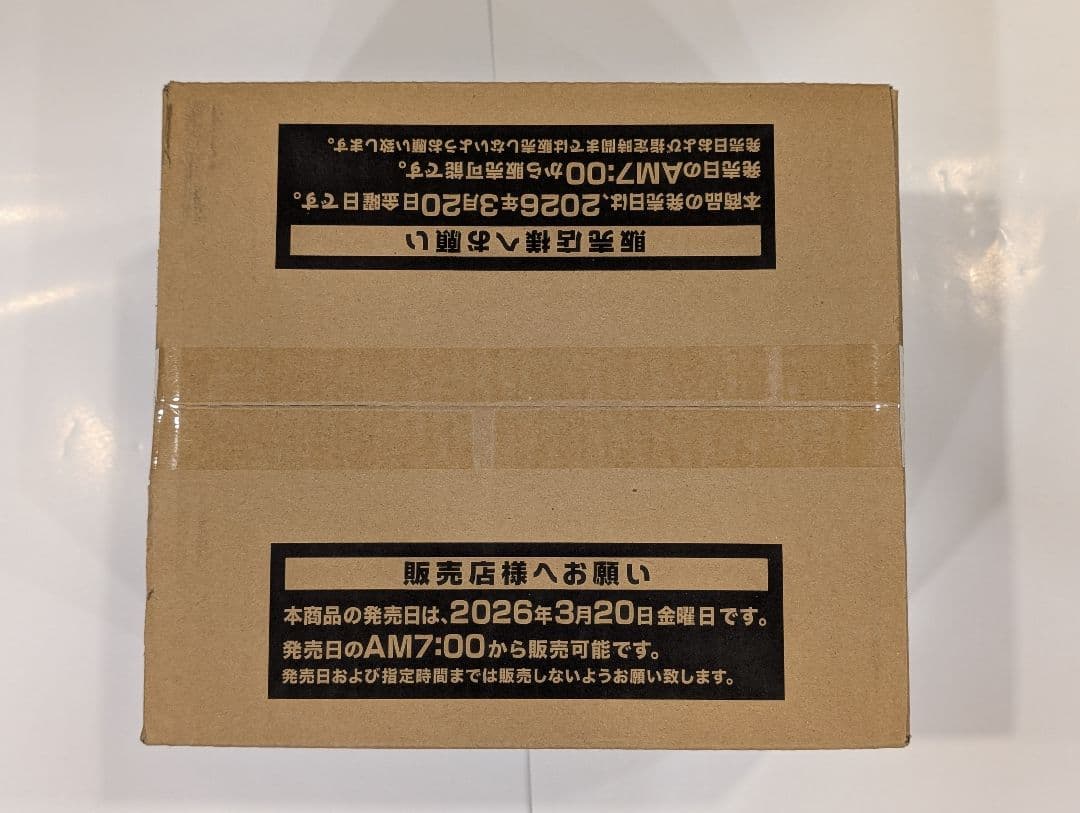 販売店様へお願い
本商品の発売日は、2026年3月20日金曜日です。
発売日のAM7:00から販売可能です。
発売日および指定時間までは販売しないようお願い致します。
販売店様へお願い
本商品の発売日は、2026年3月20日金曜日です。
発売日のAM7:00から販売可能です。
発売日および指定時間までは販売しないようお願い致します。